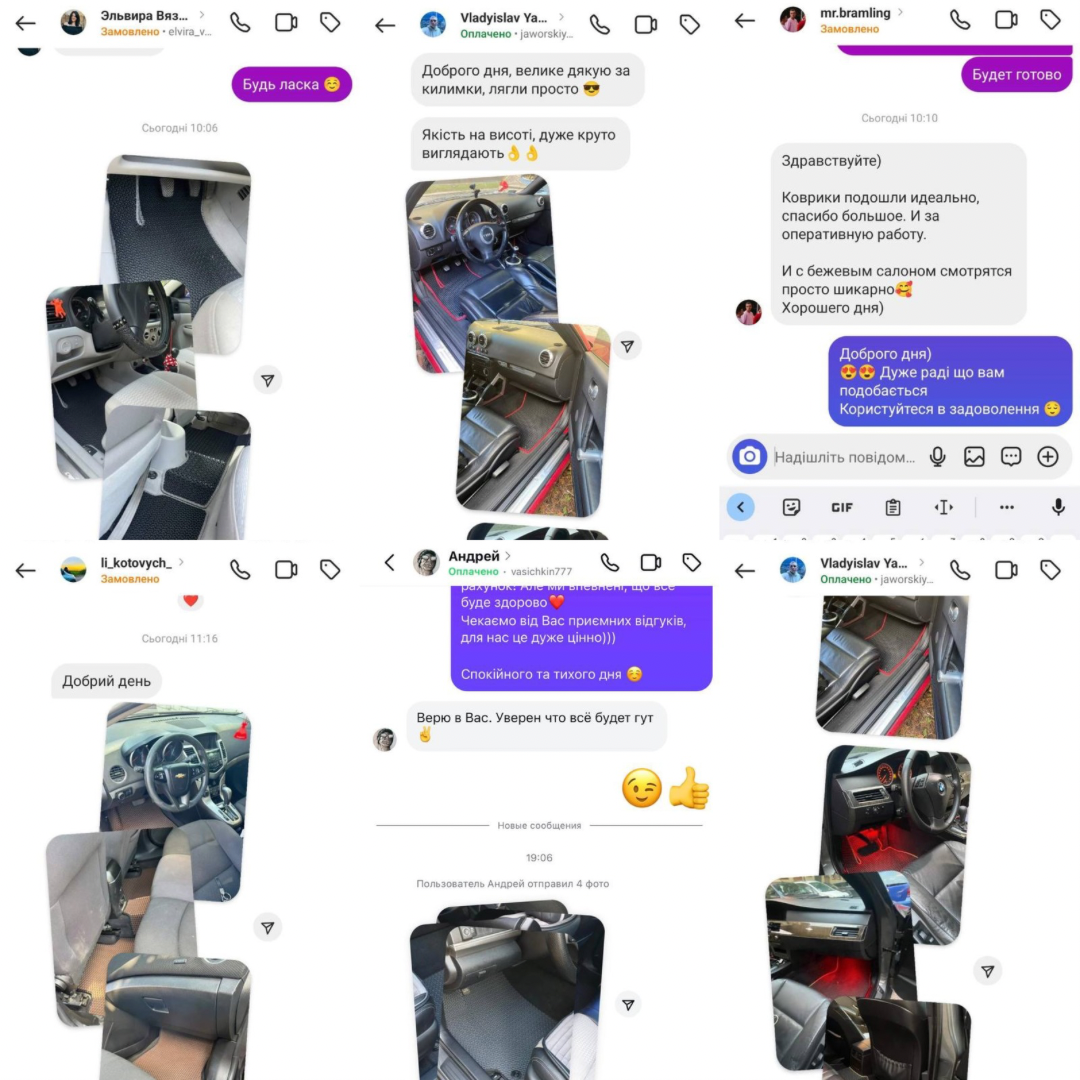 Эльвира Вяз...
Замовлено • elvira_v...
Будь ласка ☺️
Сьогодні 10:06
Vladyislav Ya...
Оплачено • jaworskiy...
Доброго дня, велике дякую за
килимки, лягли просто 😎
Якість на висоті, дуже круто
виглядають👌👌
mr.bramling
Замовлено
Будет готово
Сьогодні 10:10
Здравствуйте)
Коврики подошли идеально,
спасибо большое. И за
оперативную работу.
И с бежевым салоном смотрятся
просто шикарно🥰
Хорошего дня)
Доброго дня)
😍😍 Дуже раді що вам
подобається
Користуйтеся в задоволення 😌
Надішліть повідом...
GIF
li_kotovych_
Замовлено
Сьогодні 11:16
Добрий день
Андрей
Оплачено • vasichkin777
рахунок! Але ми впевнені, що все
буде здорово❤️
Чекаємо від Вас приємних відгуків,
для нас це дуже цінно)))
Спокійного та тихого дня ☺️
Верю в Вас. Уверен что всё будет гут
✌️
😉👍
Новые сообщения
19:06
Пользователь Андрей отправил 4 фото
Vladyislav Ya...
Оплачено • jaworskiy...